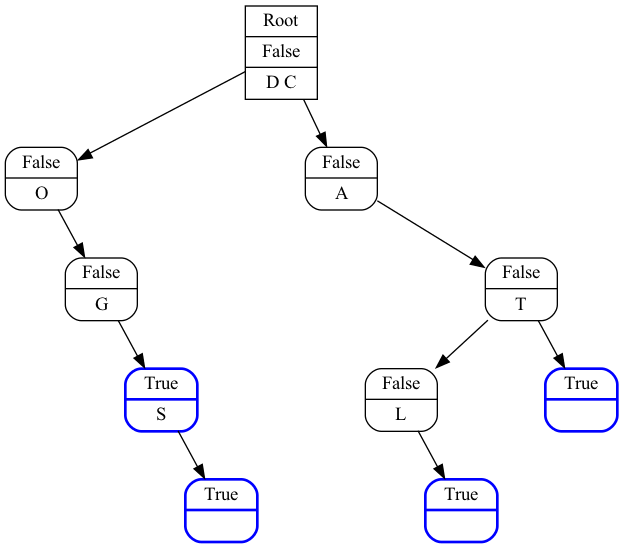 Root
False
D C
False
O
False
A
False
G
False
T
True
S
False
L
True
True
True